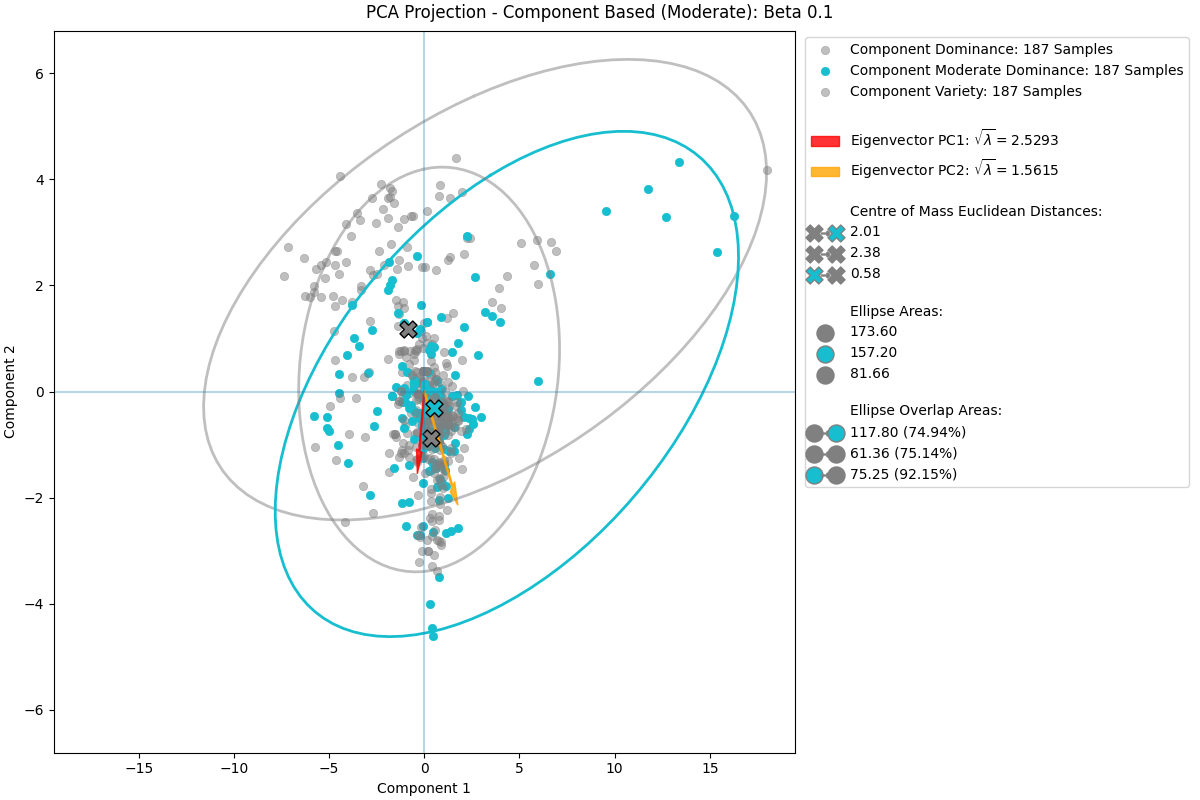 PCA Projection - Component Based (Moderate): Beta 0.1
Component 2
6
4
2
0
−2
−4
−6
−15
−10
−5
0
5
10
15
Component 1
Component Dominance: 187 Samples
Component Moderate Dominance: 187 Samples
Component Variety: 187 Samples
Eigenvector PC1: √λ = 2.5293
Eigenvector PC2: √λ = 1.5615
Centre of Mass Euclidean Distances:
2.01
2.38
0.58
Ellipse Areas:
173.60
157.20
81.66
Ellipse Overlap Areas:
117.80 (74.94%)
61.36 (75.14%)
75.25 (92.15%)